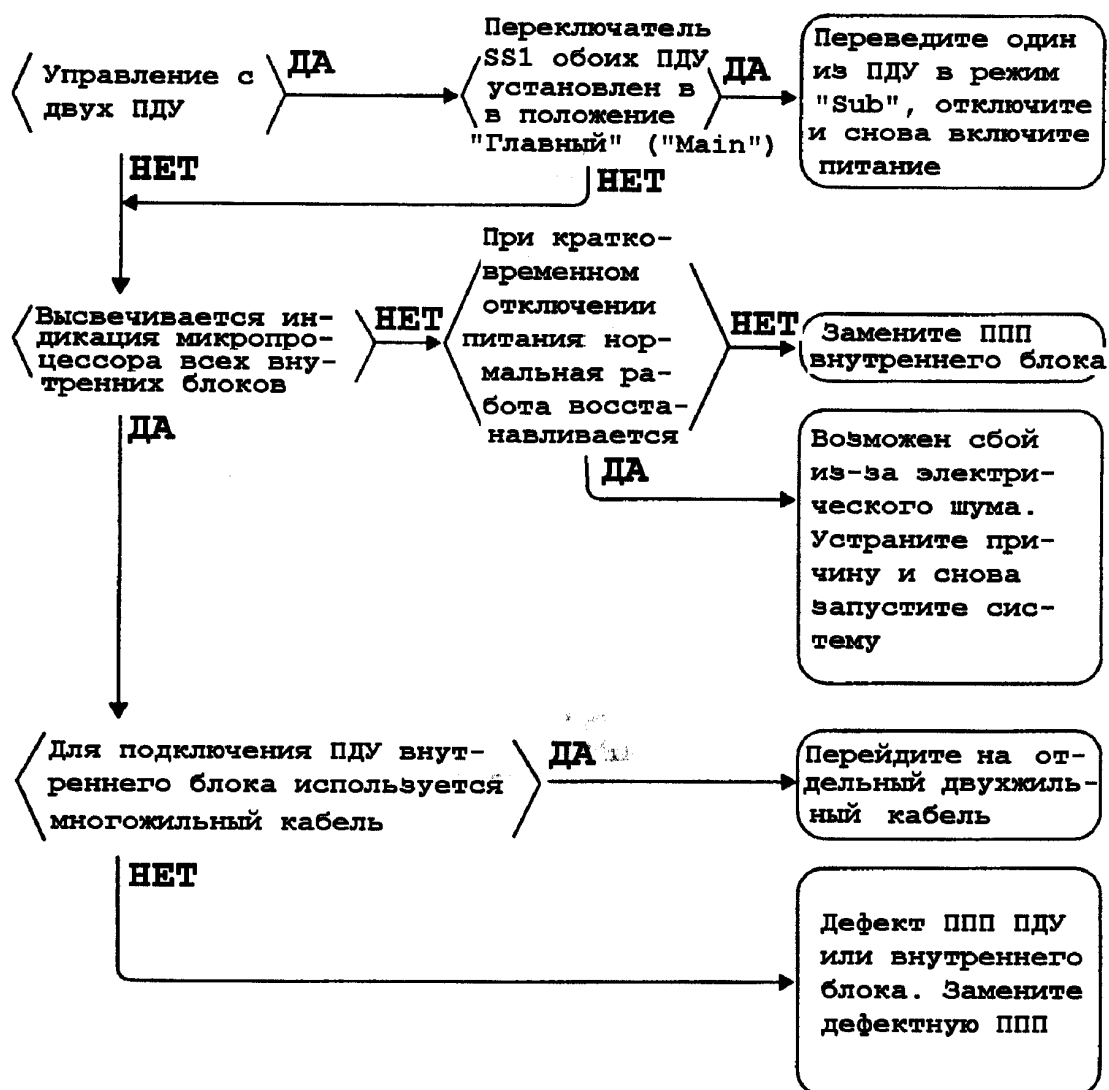 Управление с
двух ПДУ
ДА
Переключатель
SS1 обоих ПДУ
установлен в
в положение
"Главный" ("Main")
ДА
Переведите один
из ПДУ в режим
"Sub", отключите
и снова включите
питание
НЕТ
НЕТ
Высвечивается ин-
дикация микропро-
цессора всех вну-
тренних блоков
НЕТ
При кратко-
временном
отключении
питания нор-
мальная ра-
бота восста-
навливается
НЕТ
Замените ППП
внутреннего блока
ДА
ДА
Возможен сбой
из-за электри-
ческого шума.
Устраните при-
чину и снова
запустите сис-
тему
Для подключения ПДУ внут-
реннего блока используется
многожильный кабель
ДА
Перейдите на от-
дельный двухжиль-
ный кабель
НЕТ
Дефект ППП ПДУ
или внутреннего
блока. Замените
дефектную ППП